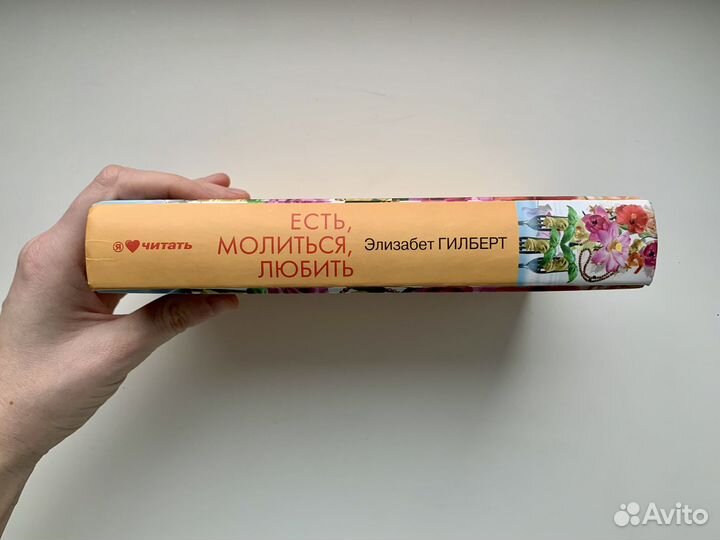 Я ЧИТАТЬ
ЕСТЬ,
МОЛИТЬСЯ,
ЛЮБИТЬ
Элизабет ГИЛБЕРТ
Avito